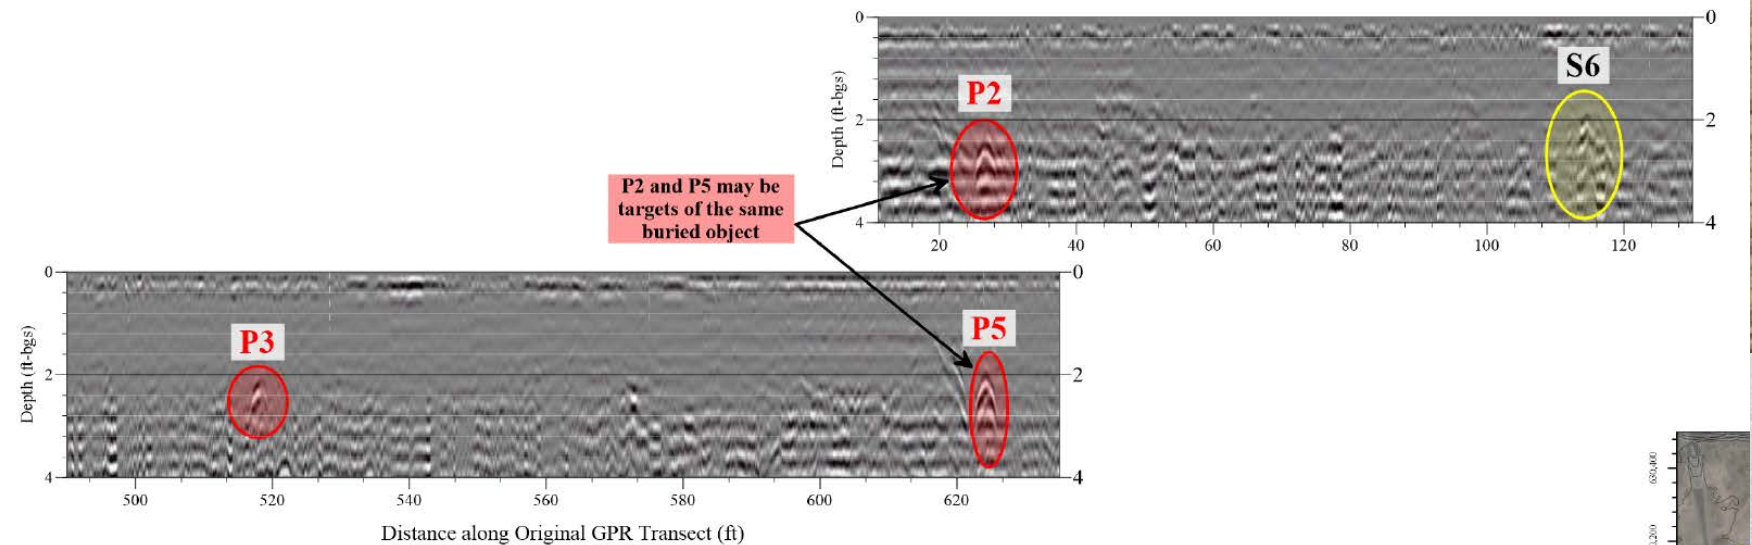 0
0
Depth (ft-bgs)
P2
S6
2
2
4
4
20
40
60
80
100
120
P2 and P5 may be
targets of the same
buried object
0
0
Depth (ft-bgs)
P3
P5
2
2
4
4
500
520
540
560
580
600
620
Distance along Original GPR Transect (ft)
630,400